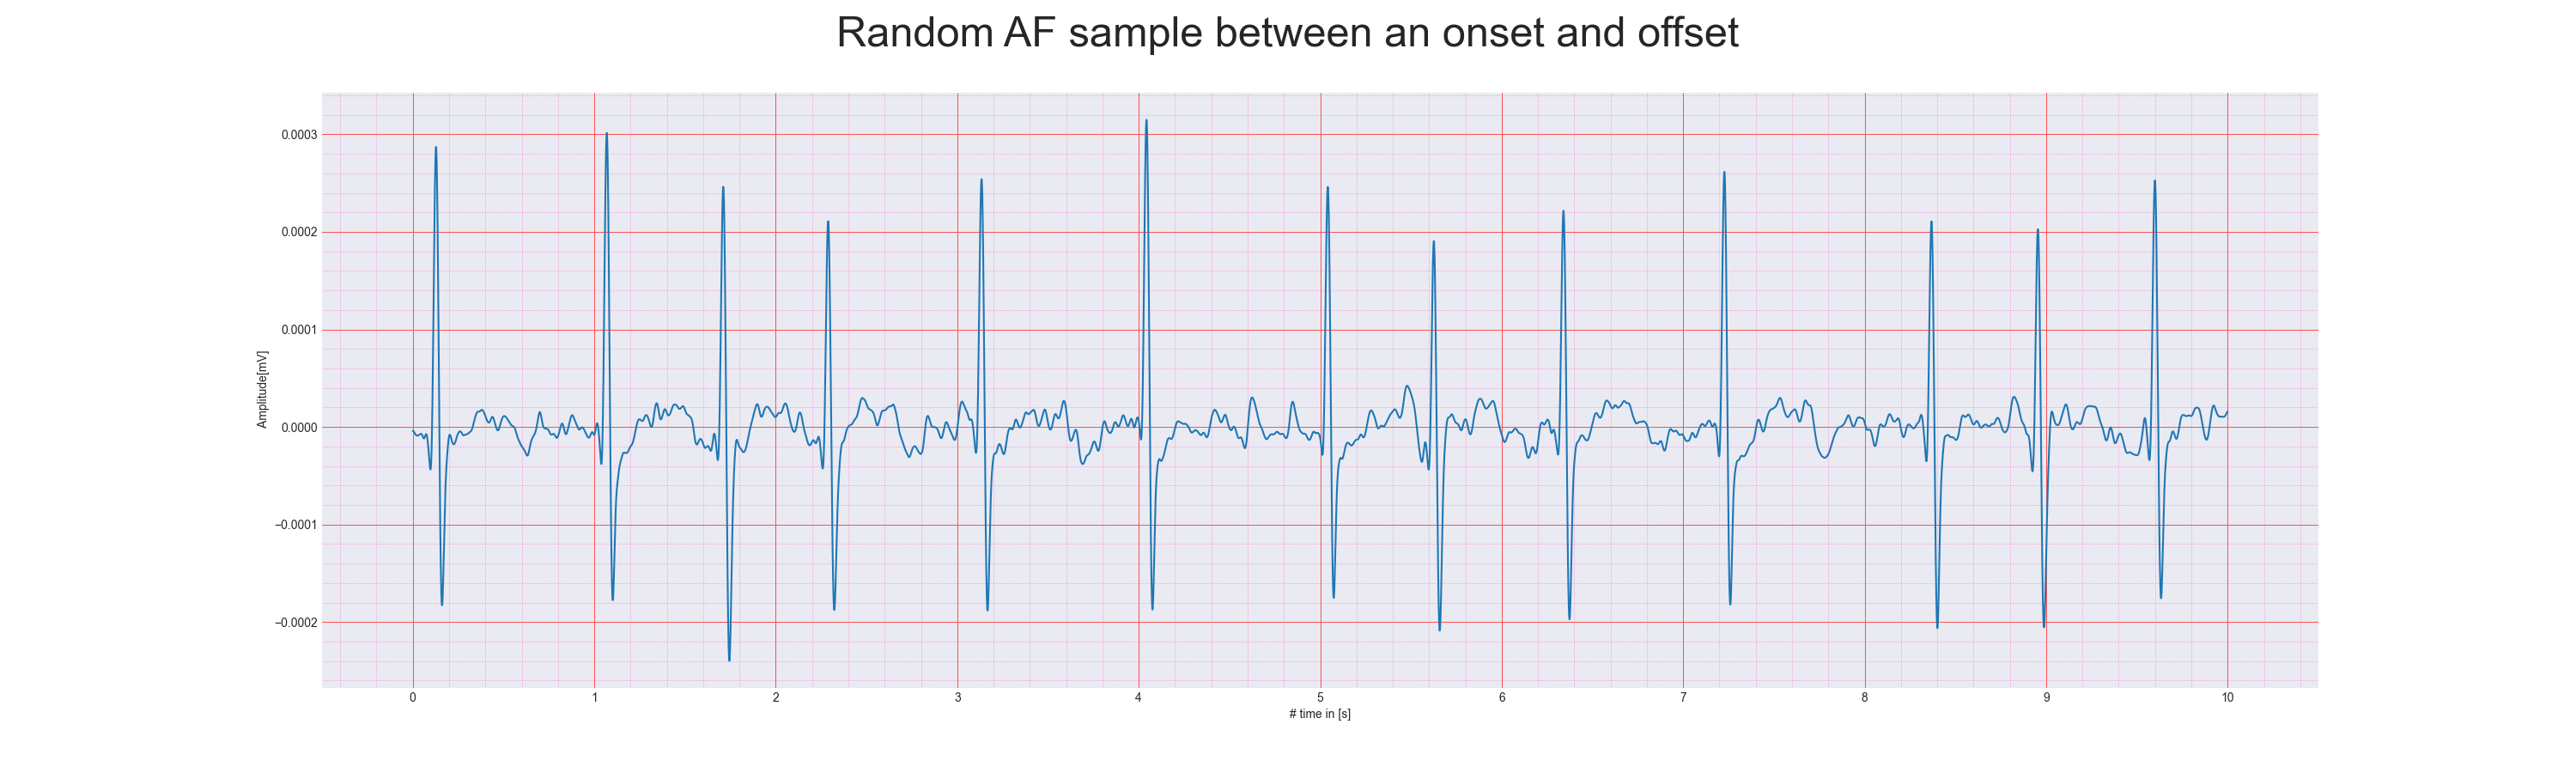 Random AF sample between an onset and offset
0.0003
0.0002
0.0001
0.0000
−0.0001
−0.0002
Amplitude[mV]
0 1 2 3 4 5 6 7 8 9 10
# time in [s]